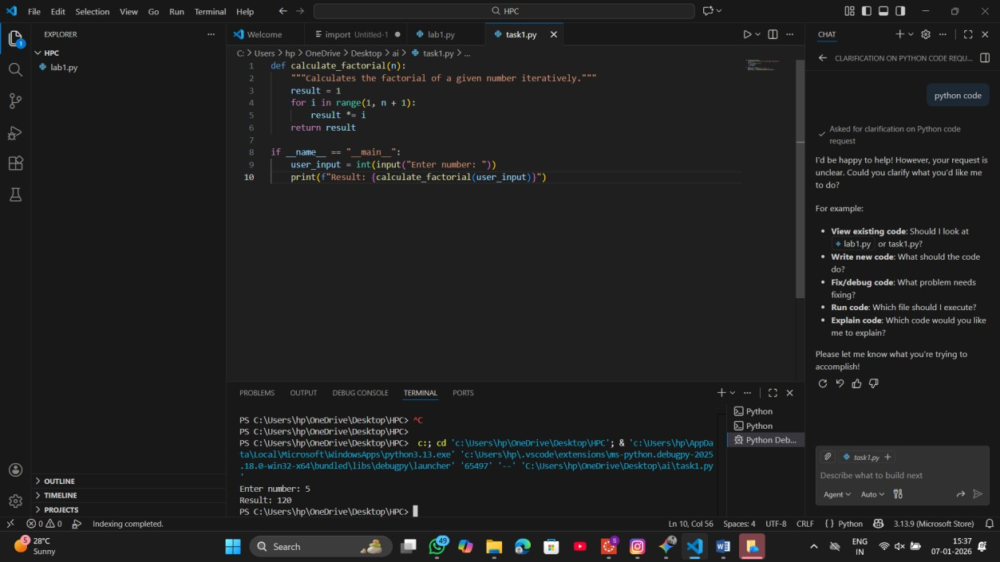 File Edit Selection View Go Run Terminal Help
HPC
EXPLORER
HPC
lab1.py
OUTLINE
TIMELINE
PROJECTS
Welcome
import Untitled-1
lab1.py
task1.py
C: > Users > hp > OneDrive > Desktop > ai > task1.py > ...
1 def calculate_factorial(n):
2 """Calculates the factorial of a given number iteratively."""
3 result = 1
4 for i in range(1, n + 1):
5 result *= i
6 return result
7
8 if __name__ == "__main__":
9 user_input = int(input("Enter number: "))
10 print(f"Result: {calculate_factorial(user_input)}")
PROBLEMS OUTPUT DEBUG CONSOLE TERMINAL PORTS
PS C:\Users\hp\OneDrive\Desktop\HPC> ^C
PS C:\Users\hp\OneDrive\Desktop\HPC>
PS C:\Users\hp\OneDrive\Desktop\HPC> c:; cd 'c:\Users\hp\OneDrive\Desktop\HPC'; & 'c:\Users\hp\AppDa
ta\Local\Microsoft\WindowsApps\python3.13.exe' 'c:\Users\hp\.vscode\extensions\ms-python.debugpy-2025
.18.0-win32-x64\bundled\libs\debugpy\launcher' '65497' '--' 'C:\Users\hp\OneDrive\Desktop\ai\task1.py
'
Enter number: 5
Result: 120
PS C:\Users\hp\OneDrive\Desktop\HPC>
Python
Python
Python Deb...
CHAT
CLARIFICATION ON PYTHON CODE REQU...
python code
Asked for clarification on Python code
request
I'd be happy to help! However, your request is
unclear. Could you clarify what you'd like me
to do?
For example:
• View existing code: Should I look at
lab1.py or task1.py?
• Write new code: What should the code
do?
• Fix/debug code: What problem needs
fixing?
• Run code: Which file should I execute?
• Explain code: Which code would you like
me to explain?
Please let me know what you're trying to
accomplish!
task1.py
Describe what to build next
Agent Auto
1
0 0 Indexing completed.
Ln 10, Col 56 Spaces: 4 UTF-8 CRLF {} Python 3.13.9 (Microsoft Store)
5
28°C
Sunny
Search
49
ENG
IN
15:37
07-01-2026